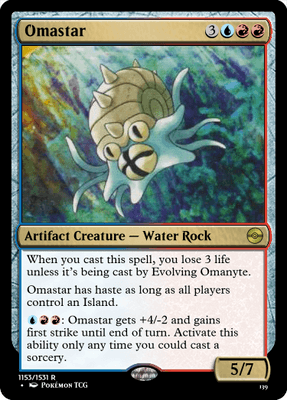 Omastar 3
Artifact Creature — Water Rock
When you cast this spell, you lose 3 life
unless it's being cast by Evolving Omanyte.
Omastar has haste as long as all players
control an Island.
: Omastar gets +4/-2 and gains
first strike until end of turn. Activate this
ability only any time you could cast a
sorcery.
5/7
1153/1531 R
• Pokémon TCG
139